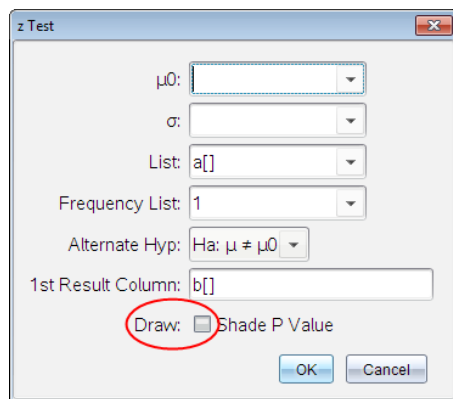 z Test
μ0:
σ:
List: a[]
Frequency List: 1
Alternate Hyp: Ha: μ ≠ μ0
1st Result Column: b[]
Draw: Shade P Value
OK Cancel